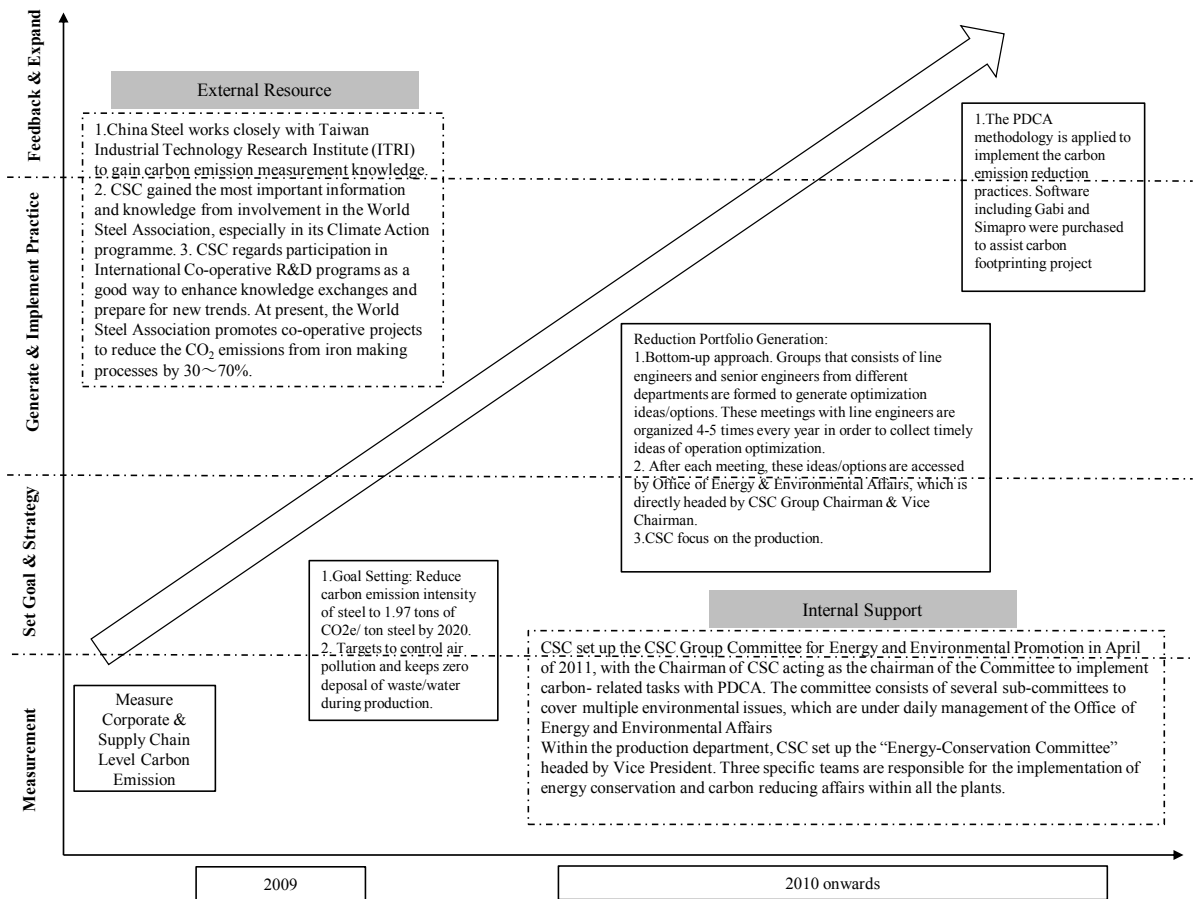 Feedback & Expand
Generate & Implement Practice
Set Goal & Strategy
Measurement
External Resource
1.China Steel works closely with Taiwan
Industrial Technology Research Institute (ITRI)
to gain carbon emission measurement knowledge.
2. CSC gained the most important information
and knowledge from involvement in the World
Steel Association, especially in its Climate Action
programme. 3. CSC regards participation in
International Co-operative R&D programs as a
good way to enhance knowledge exchanges and
prepare for new trends. At present, the World
Steel Association promotes co-operative projects
to reduce the CO₂ emissions from iron making
processes by 30～70%.
1.The PDCA
methodology is applied to
implement the carbon
emission reduction
practices. Software
including Gabi and
Simapro were purchased
to assist carbon
footprinting project
Reduction Portfolio Generation:
1.Bottom-up approach. Groups that consists of line
engineers and senior engineers from different
departments are formed to generate optimization
ideas/options. These meetings with line engineers are
organized 4-5 times every year in order to collect timely
ideas of operation optimization.
2. After each meeting, these ideas/options are accessed
by Office of Energy & Environmental Affairs, which is
directly headed by CSC Group Chairman & Vice
Chairman.
3.CSC focus on the production.
1.Goal Setting: Reduce
carbon emission intensity
of steel to 1.97 tons of
CO2e/ ton steel by 2020.
2. Targets to control air
pollution and keeps zero
deposal of waste/water
during production.
Internal Support
CSC set up the CSC Group Committee for Energy and Environmental Promotion in April
of 2011, with the Chairman of CSC acting as the chairman of the Committee to implement
carbon- related tasks with PDCA. The committee consists of several sub-committees to
cover multiple environmental issues, which are under daily management of the Office of
Energy and Environmental Affairs
Within the production department, CSC set up the “Energy-Conservation Committee”
headed by Vice President. Three specific teams are responsible for the implementation of
energy conservation and carbon reducing affairs within all the plants.
Measure
Corporate &
Supply Chain
Level Carbon
Emission
2009
2010 onwards